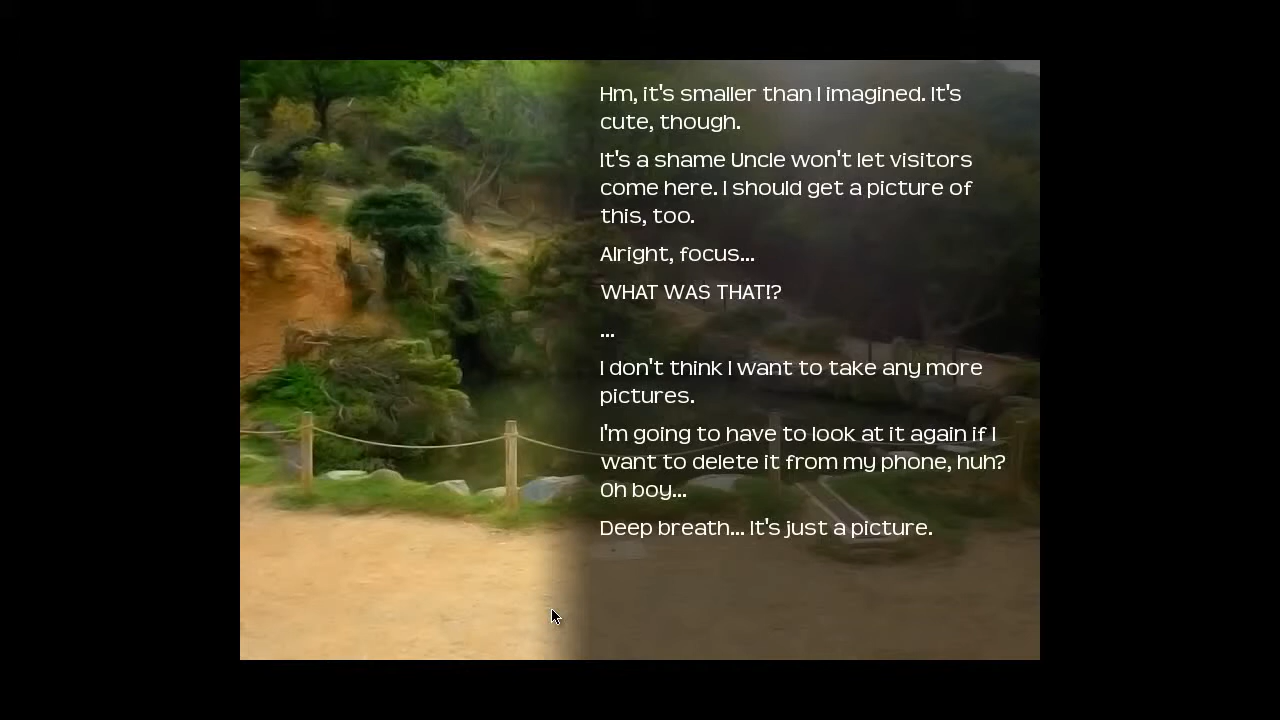 Hm, it's smaller than I imagined. It's
cute, though.
It's a shame Uncle won't let visitors
come here. I should get a picture of
this, too.
Alright, focus...
WHAT WAS THAT!?
...
I don't think I want to take any more
pictures.
I'm going to have to look at it again if I
want to delete it from my phone, huh?
Oh boy...
Deep breath... It's just a picture.